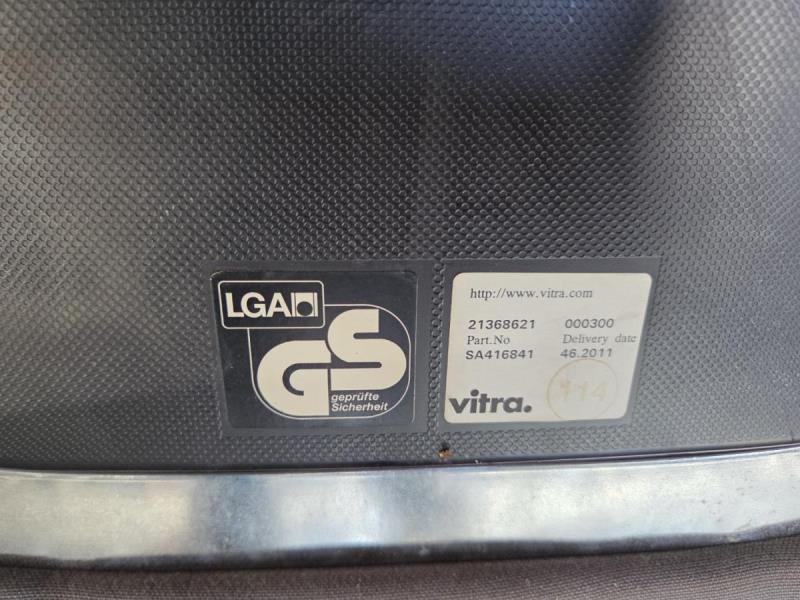 LGA
GS
geprüfte
Sicherheit
http://www.vitra.com
21368621 000300
Part.No Delivery date
SA416841 46.2011
vitra.
114